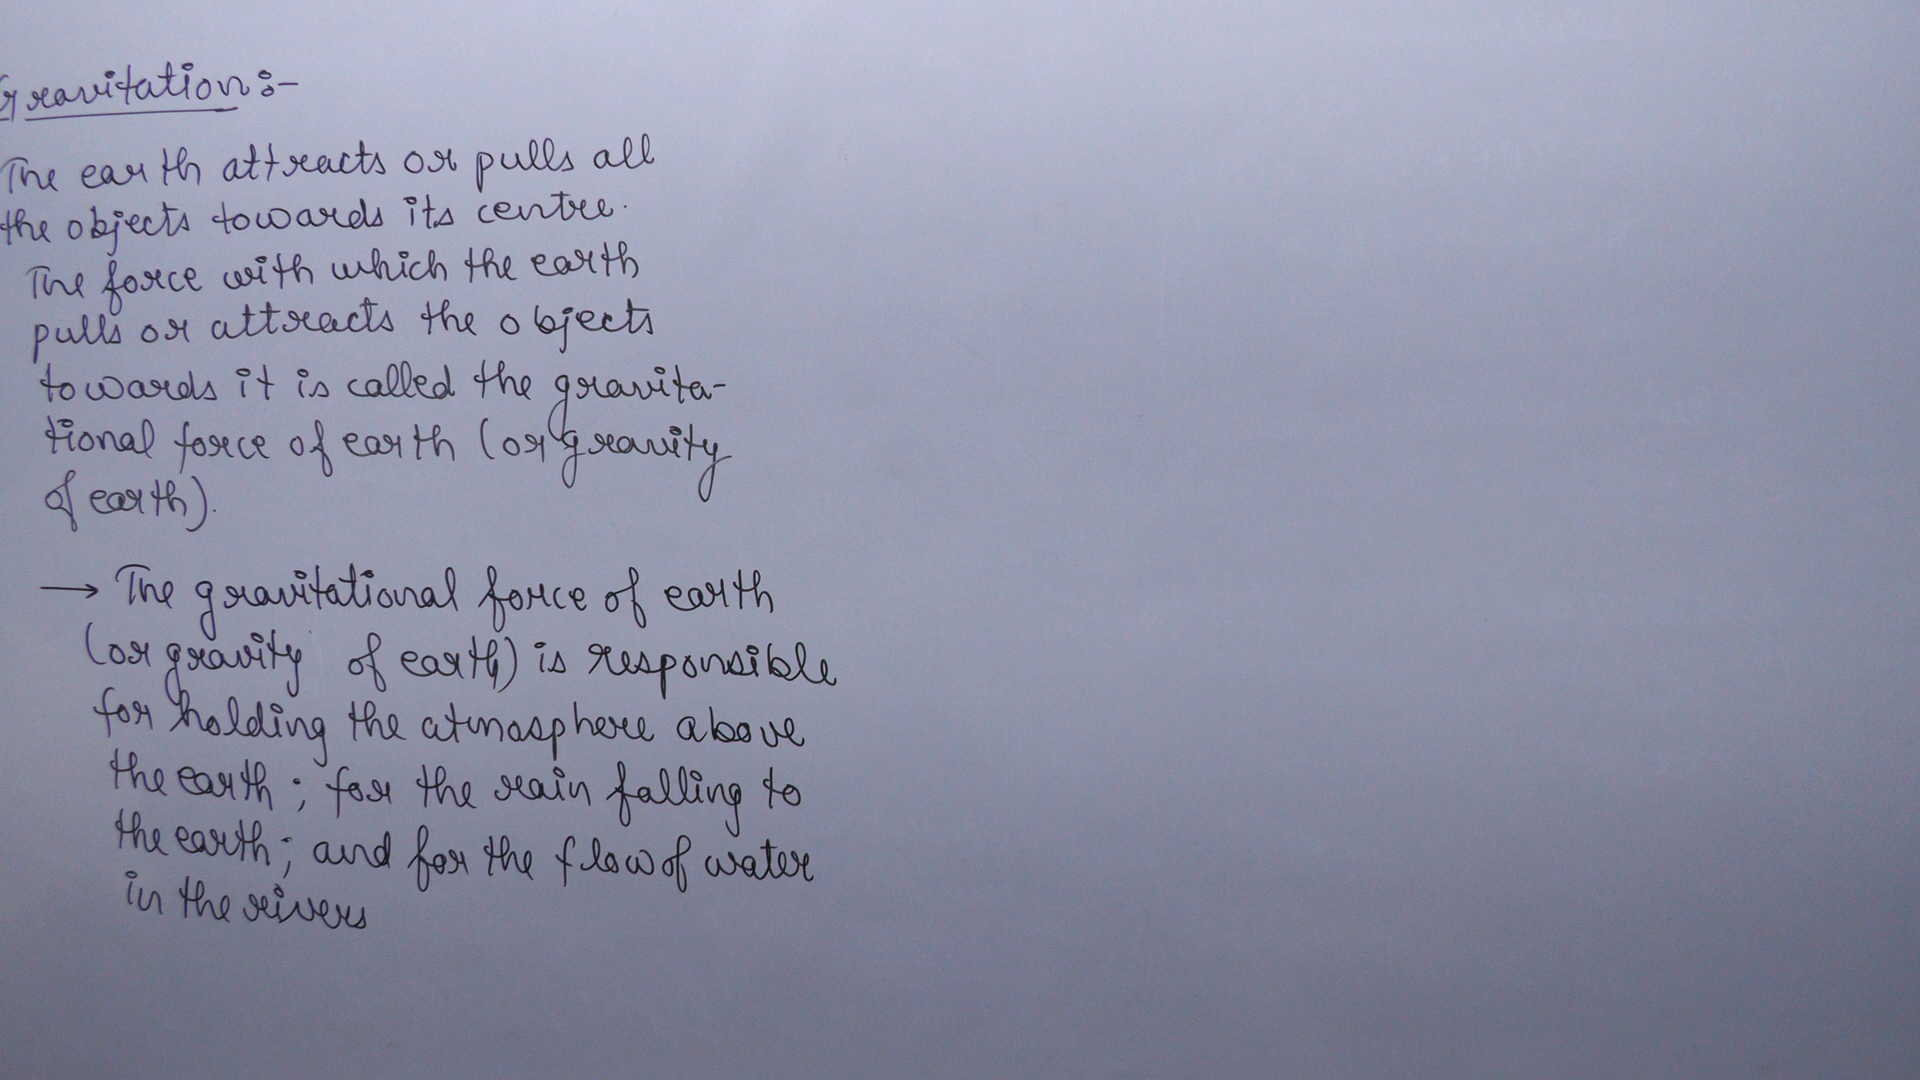 Gravitation:-
The earth attracts or pulls all
the objects towards its centre.
The force with which the earth
pulls or attracts the objects
towards it is called the gravita-
tional force of earth (or gravity
of earth).
→ The gravitational force of earth
(or gravity of earth) is responsible
for holding the atmosphere above
the earth; for the rain falling to
the earth; and for the flow of water
in the rivers